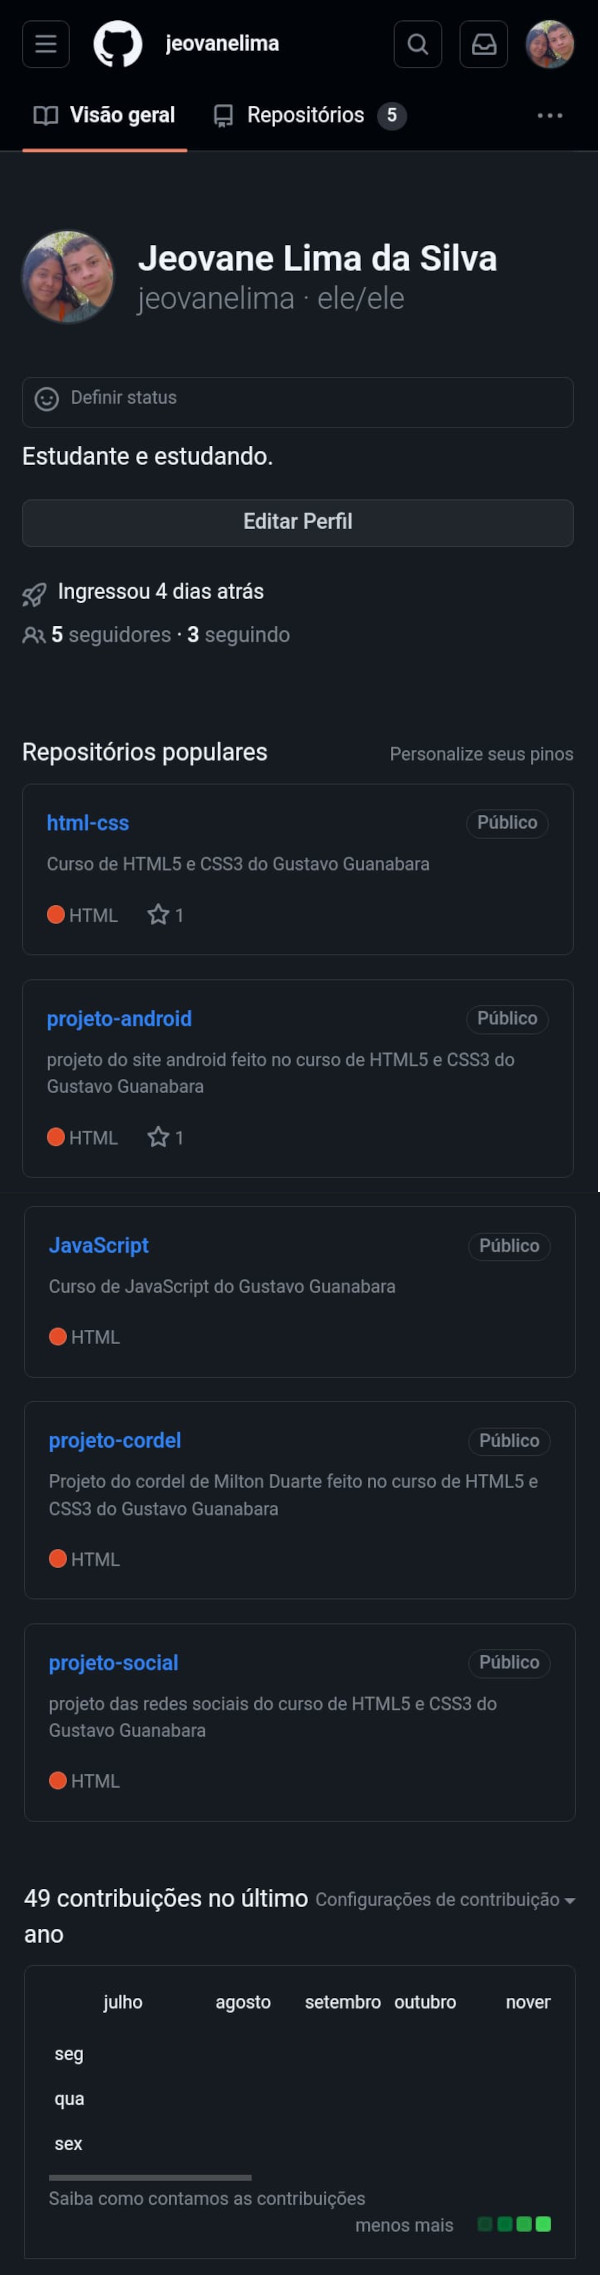 jeovanelima
Visão geral
Repositórios 5
Jeovane Lima da Silva
jeovanelima · ele/ele
Definir status
Estudante e estudando.
Editar Perfil
Ingressou 4 dias atrás
5 seguidores · 3 seguindo
Repositórios populares
Personalize seus pinos
html-css
Público
Curso de HTML5 e CSS3 do Gustavo Guanabara
HTML 1
projeto-android
Público
projeto do site android feito no curso de HTML5 e CSS3 do
Gustavo Guanabara
HTML 1
JavaScript
Público
Curso de JavaScript do Gustavo Guanabara
HTML
projeto-cordel
Público
Projeto do cordel de Milton Duarte feito no curso de HTML5 e
CSS3 do Gustavo Guanabara
HTML
projeto-social
Público
projeto das redes sociais do curso de HTML5 e CSS3 do
Gustavo Guanabara
HTML
49 contribuições no último
ano
Configurações de contribuição
julho agosto setembro outubro nover
seg
qua
sex
Saiba como contamos as contribuições
menos mais